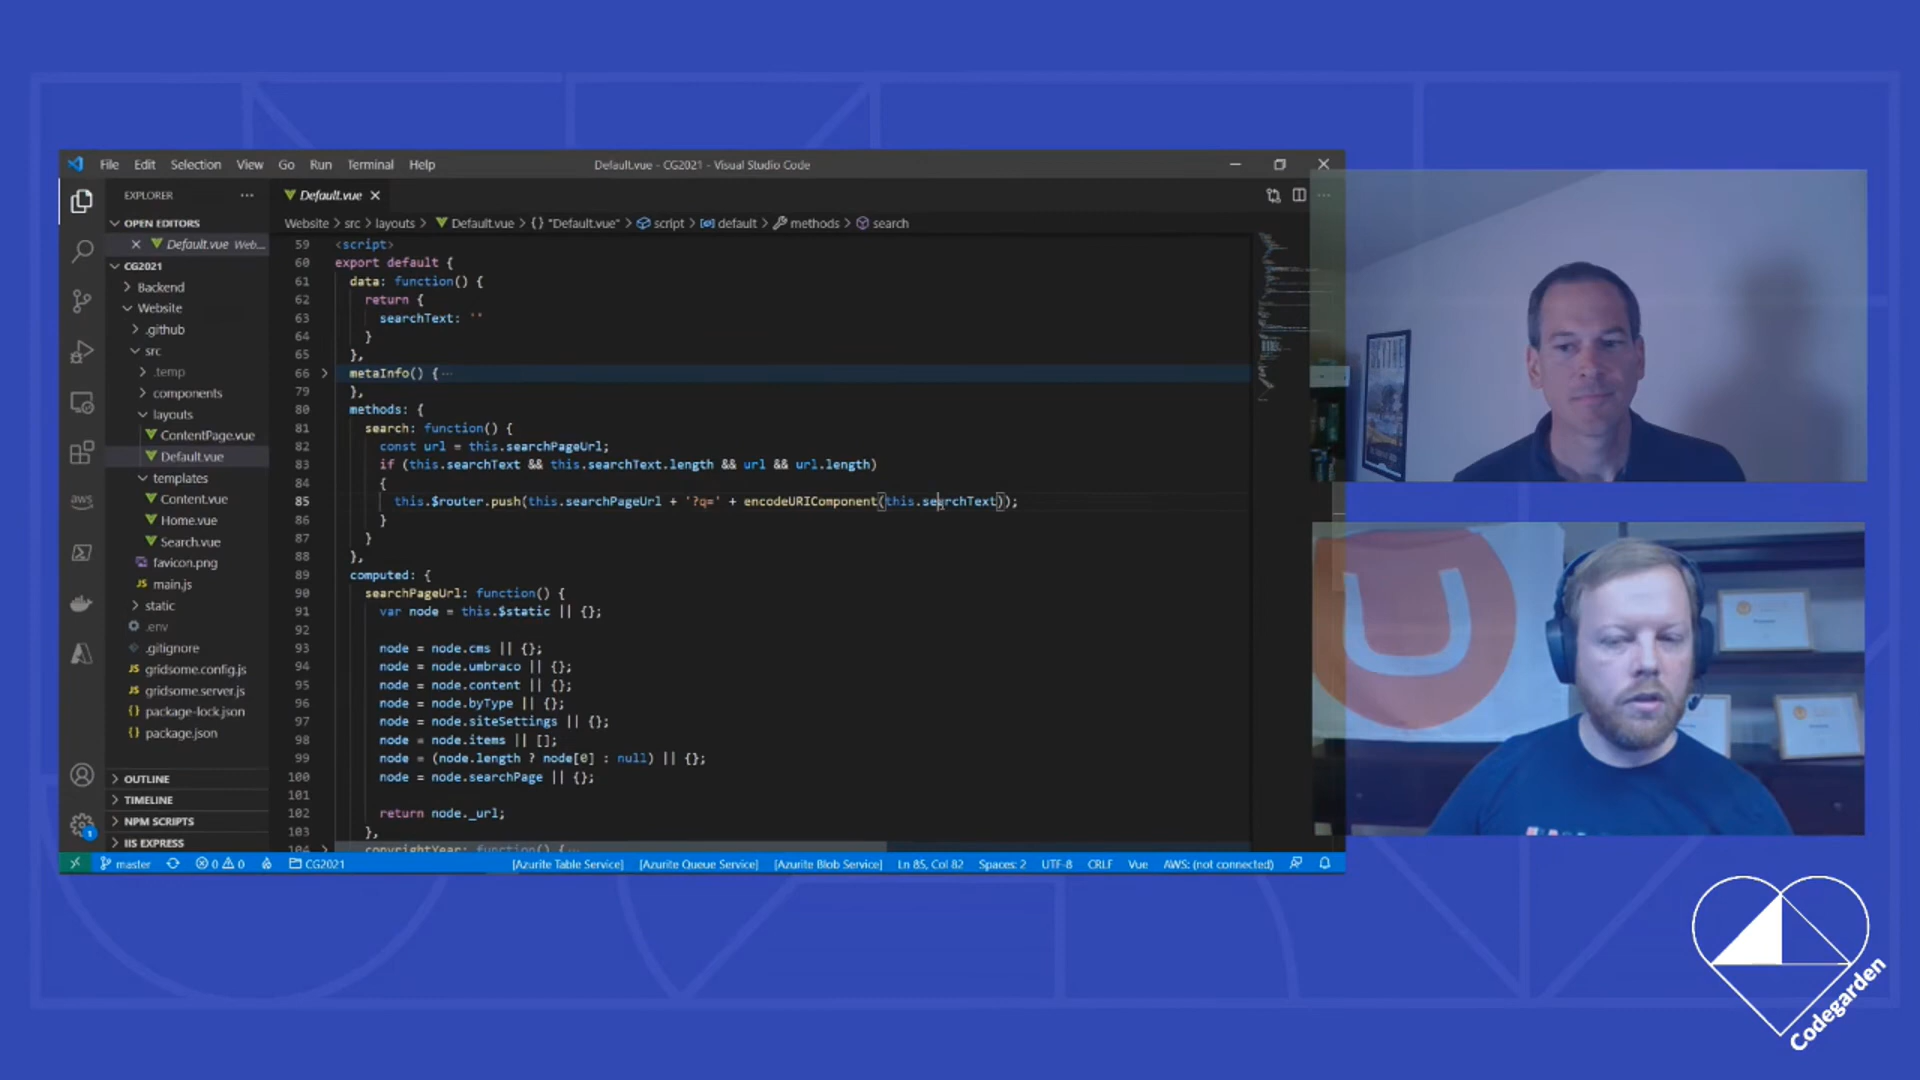 File Edit Selection View Go Run Terminal Help
Default.vue - CG2021 - Visual Studio Code
EXPLORER
OPEN EDITORS
Default.vue Web...
CG2021
Backend
Website
.github
src
.temp
components
layouts
ContentPage.vue
Default.vue
templates
Content.vue
Home.vue
Search.vue
favicon.png
main.js
static
.env
.gitignore
gridsome.config.js
gridsome.server.js
package-lock.json
package.json
OUTLINE
TIMELINE
NPM SCRIPTS
IIS EXPRESS
aws
1
Default.vue
Website > src > layouts > Default.vue > {} "Default.vue" > script > default > methods > search
59 <script>
60 export default {
61 data: function() {
62 return {
63 searchText: ''
64 }
65 },
66 metaInfo() { ...
79 },
80 methods: {
81 search: function() {
82 const url = this.searchPageUrl;
83 if (this.searchText && this.searchText.length && url && url.length)
84 {
85 this.$router.push(this.searchPageUrl + '?q=' + encodeURIComponent(this.searchText));
86 }
87 }
88 },
89 computed: {
90 searchPageUrl: function() {
91 var node = this.$static || {};
92
93 node = node.cms || {};
94 node = node.umbraco || {};
95 node = node.content || {};
96 node = node.byType || {};
97 node = node.siteSettings || {};
98 node = node.items || [];
99 node = (node.length ? node[0] : null) || {};
100 node = node.searchPage || {};
101
102 return node._url;
103 },
104 copyrightYear: function() { ...
master 0 0 CG2021 [Azurite Table Service] [Azurite Queue Service] [Azurite Blob Service] Ln 85, Col 82 Spaces: 2 UTF-8 CRLF Vue AWS: (not connected)
Codegarden